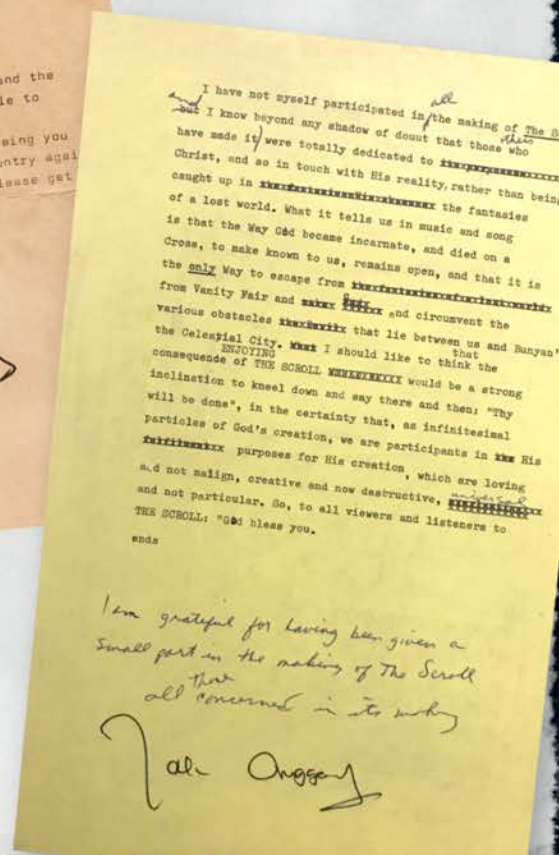 and the
le to
eing you
entry agai
lease get
all
I have not myself participated in the making of The S
and
but I know beyond any shadow of doubt that those who
others
have made it were totally dedicated to
Christ, and so in touch with His reality, rather than being
caught up in the fantasies
of a lost world. What it tells us in music and song
is that the Way God became incarnate, and died on a
Cross, to make known to us, remains open, and that it is
the only Way to escape from
from Vanity Fair and and circumvent the
various obstacles that lie between us and Bunyan'
the Celestial City. I should like to think the
ENJOYING that
consequende of THE SCROLL would be a strong
inclination to kneel down and say there and then: "Thy
will be done", in the certainty that, as infinitesimal
particles of God's creation, we are participants in His
purposes for His creation, which are loving
a.d not malign, creative and now destructive, universal
and not particular. So, to all viewers and listeners to
THE SCROLL: "God bless you.
ends
I am grateful for having been given a
small part in the making of The Scroll
those
all concerned in its making